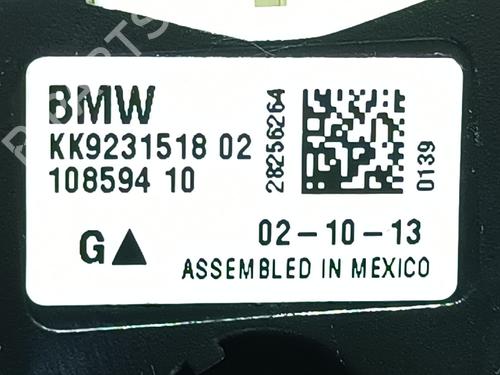 BMW
KK9231518 02
108594 10
28256264
0139
G
02-10-13
ASSEMBLED IN MEXICO